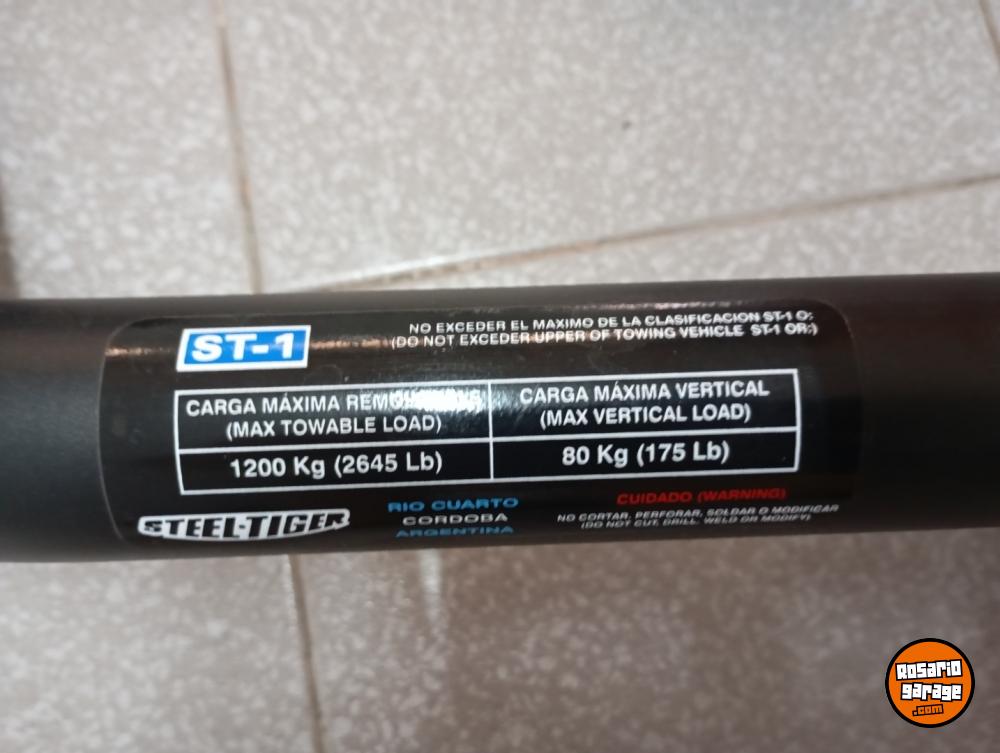 ST-1
NO EXCEDER EL MAXIMO DE LA CLASIFICACION ST-1 O:
(DO NOT EXCEDER UPPER OF TOWING VEHICLE ST-1 OR:)
CARGA MÁXIMA
(MAX TOWABLE LOAD)
1200 Kg (2645 Lb)
CARGA MÁXIMA VERTICAL
(MAX VERTICAL LOAD)
80 Kg (175 Lb)
STEEL-TIGER
RIO CUARTO
CORDOBA
ARGENTINA
CUIDADO (WARNING)
NO CORTAR, PERFORAR, SOLDAR O MODIFICAR
(DO NOT CUT, DRILL, WELD OR MODIFY)
Rosario
garage
.com